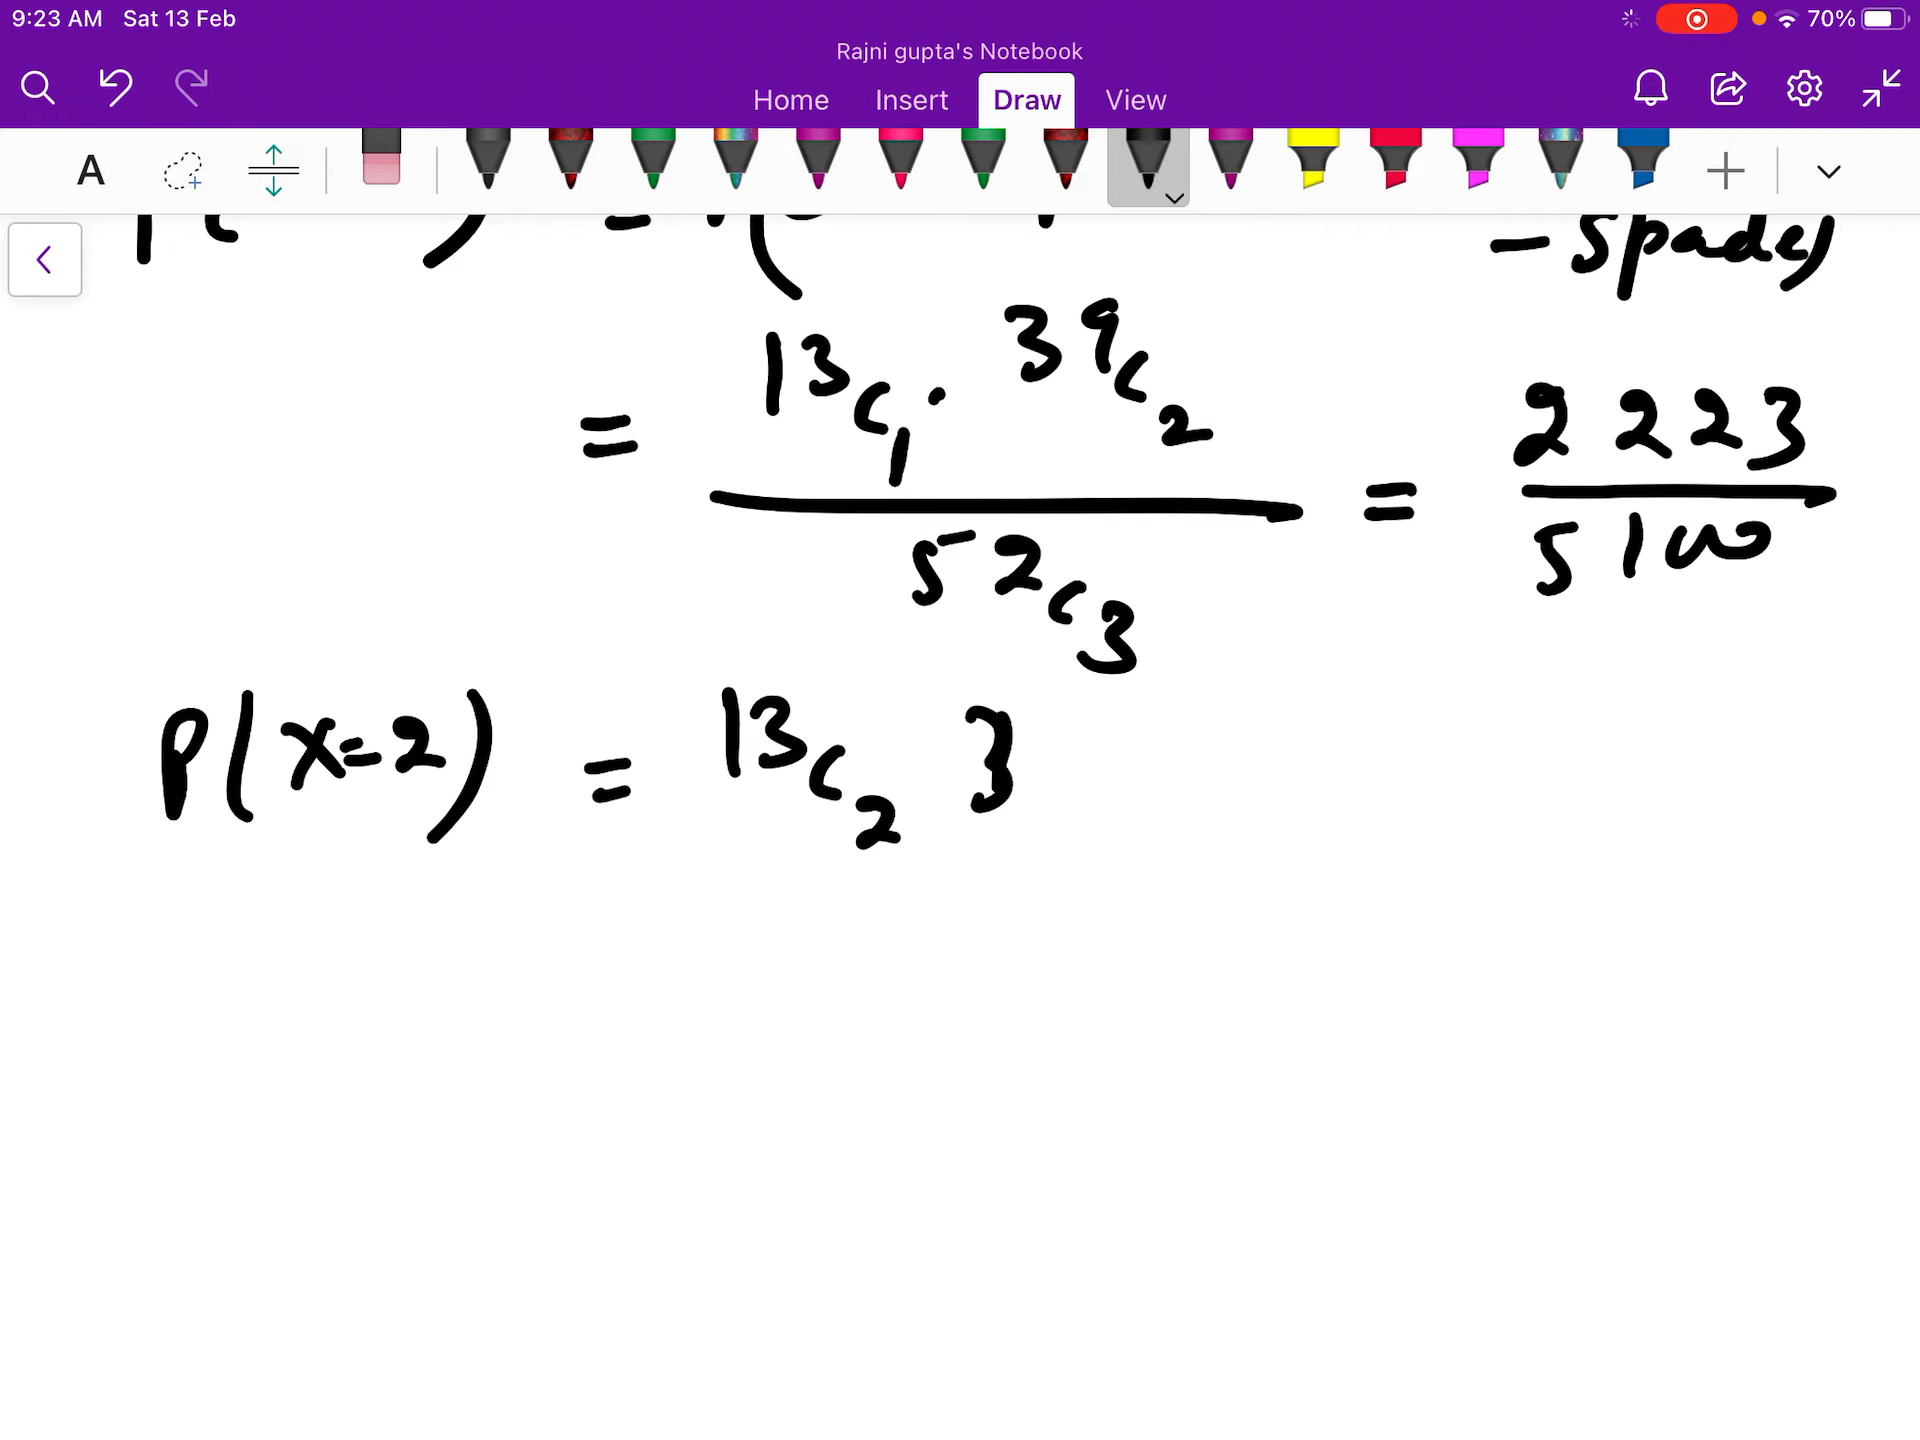 9:23 AM Sat 13 Feb
70%
Rajni gupta's Notebook
Home Insert Draw View
A
- Spade)
= 13c₁ . 39c₂ / 52c₃ = 2223 / 5100
P(x=2) = 13c₂ 3